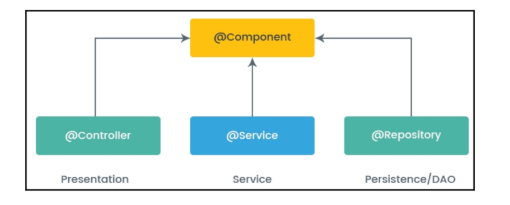 @Component
@Controller
@Service
@Repository
Presentation
Service
Persistence/DAO